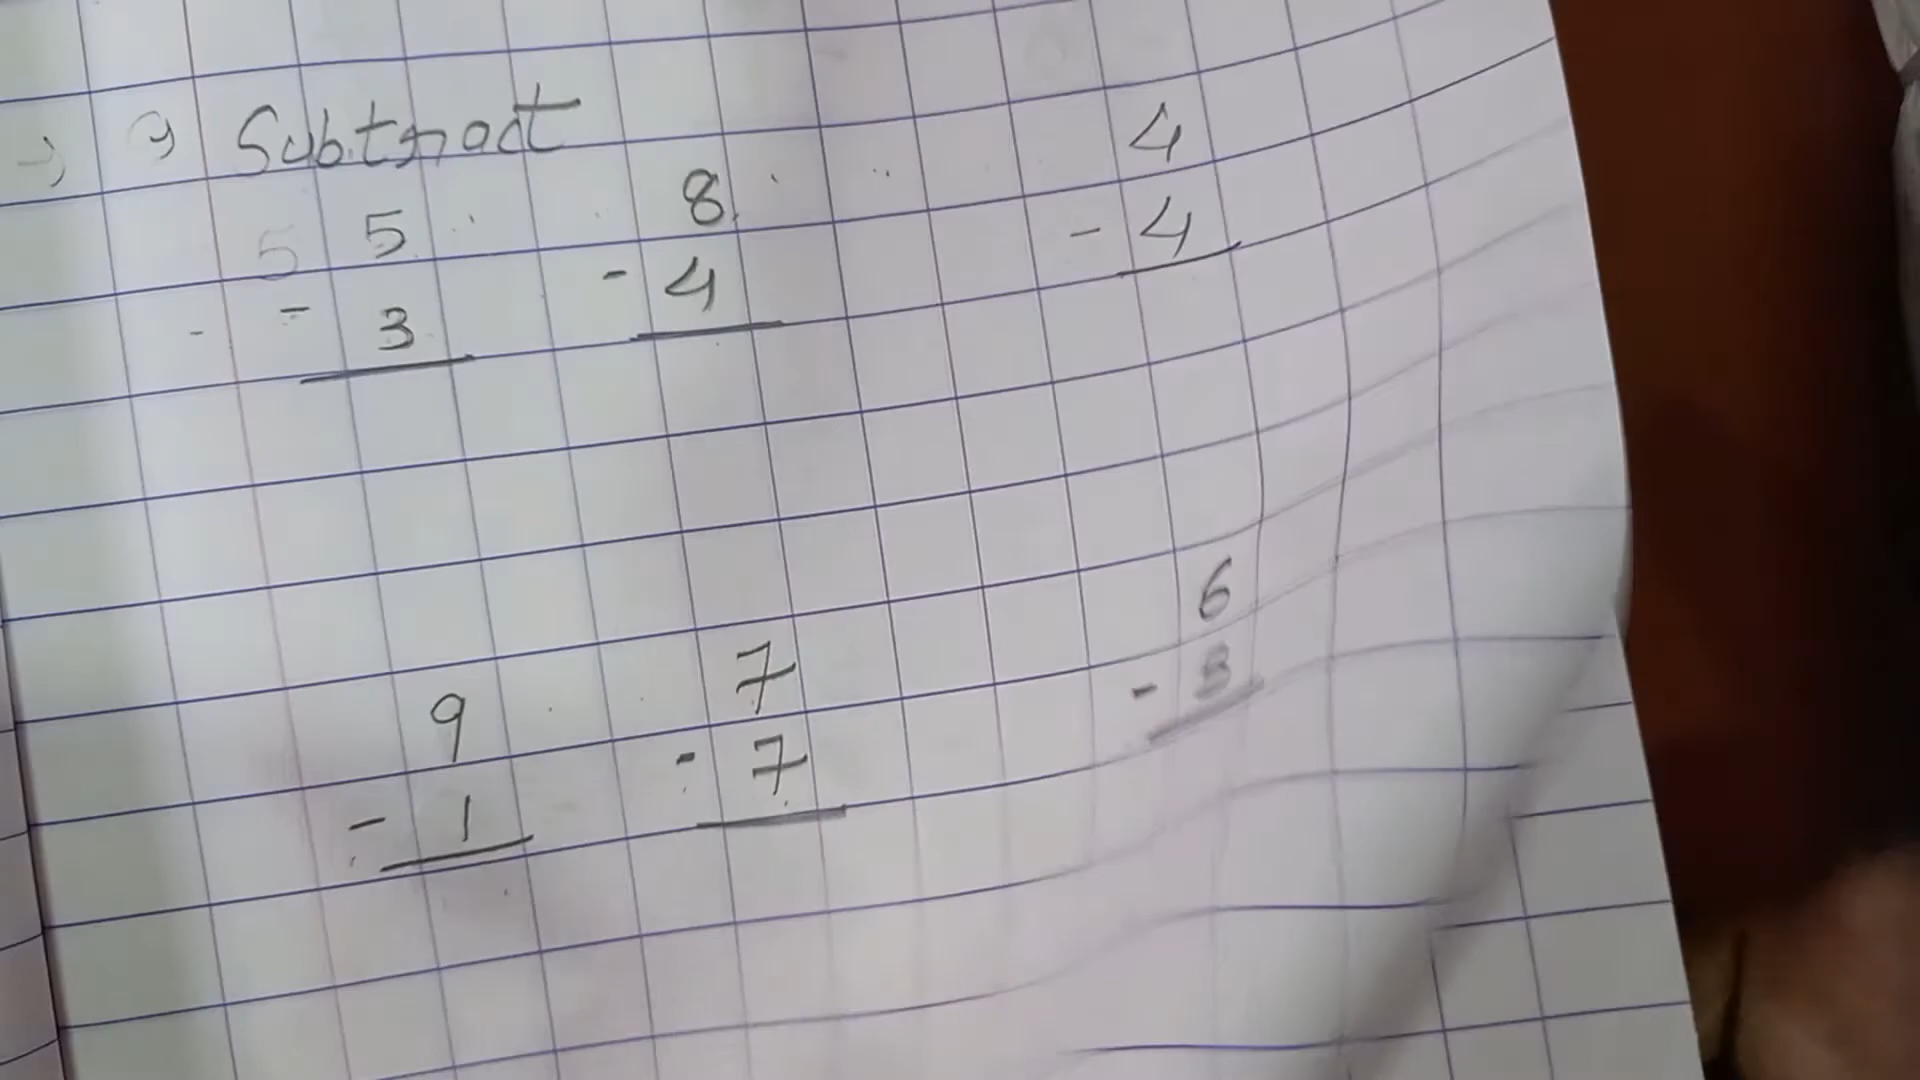 Subtract
5 8 4
- 3 - 4 - 4
9 7 6
- 1 - 7 -